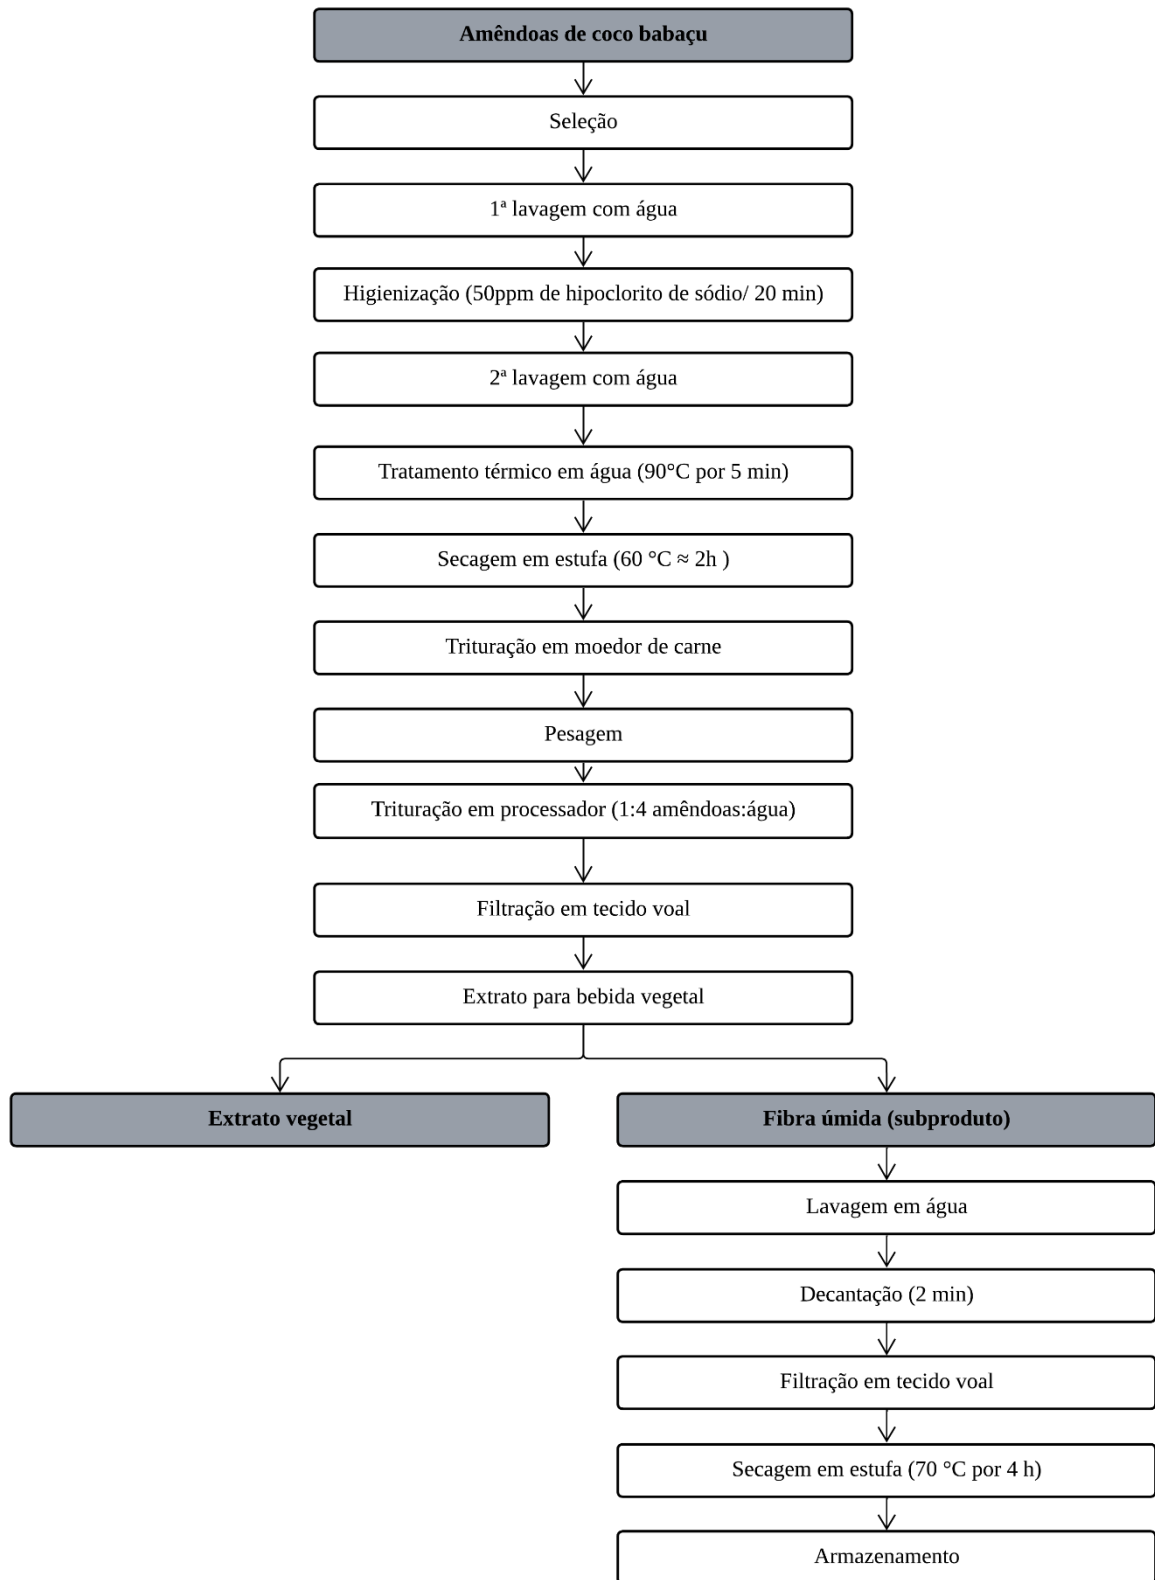 Amêndoas de coco babaçu
Seleção
1ª lavagem com água
Higienização (50ppm de hipoclorito de sódio/ 20 min)
2ª lavagem com água
Tratamento térmico em água (90°C por 5 min)
Secagem em estufa (60 °C ≈ 2h )
Trituração em moedor de carne
Pesagem
Trituração em processador (1:4 amêndoas:água)
Filtração em tecido voal
Extrato para bebida vegetal
Extrato vegetal
Fibra úmida (subproduto)
Lavagem em água
Decantação (2 min)
Filtração em tecido voal
Secagem em estufa (70 °C por 4 h)
Armazenamento